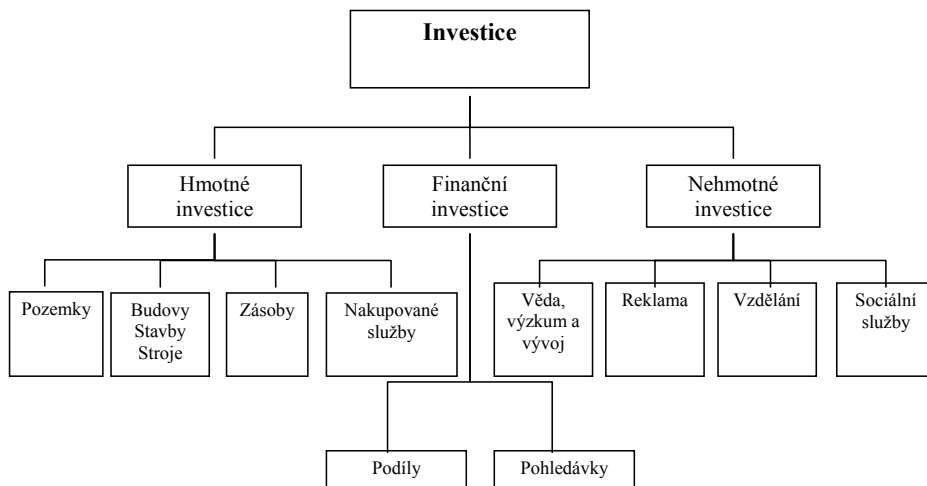 Investice
Hmotné
investice
Finanční
investice
Nehmotné
investice
Pozemky
Budovy
Stavby
Stroje
Zásoby
Nakupované
služby
Věda,
výzkum a
vývoj
Reklama
Vzdělání
Sociální
služby
Podíly
Pohledávky